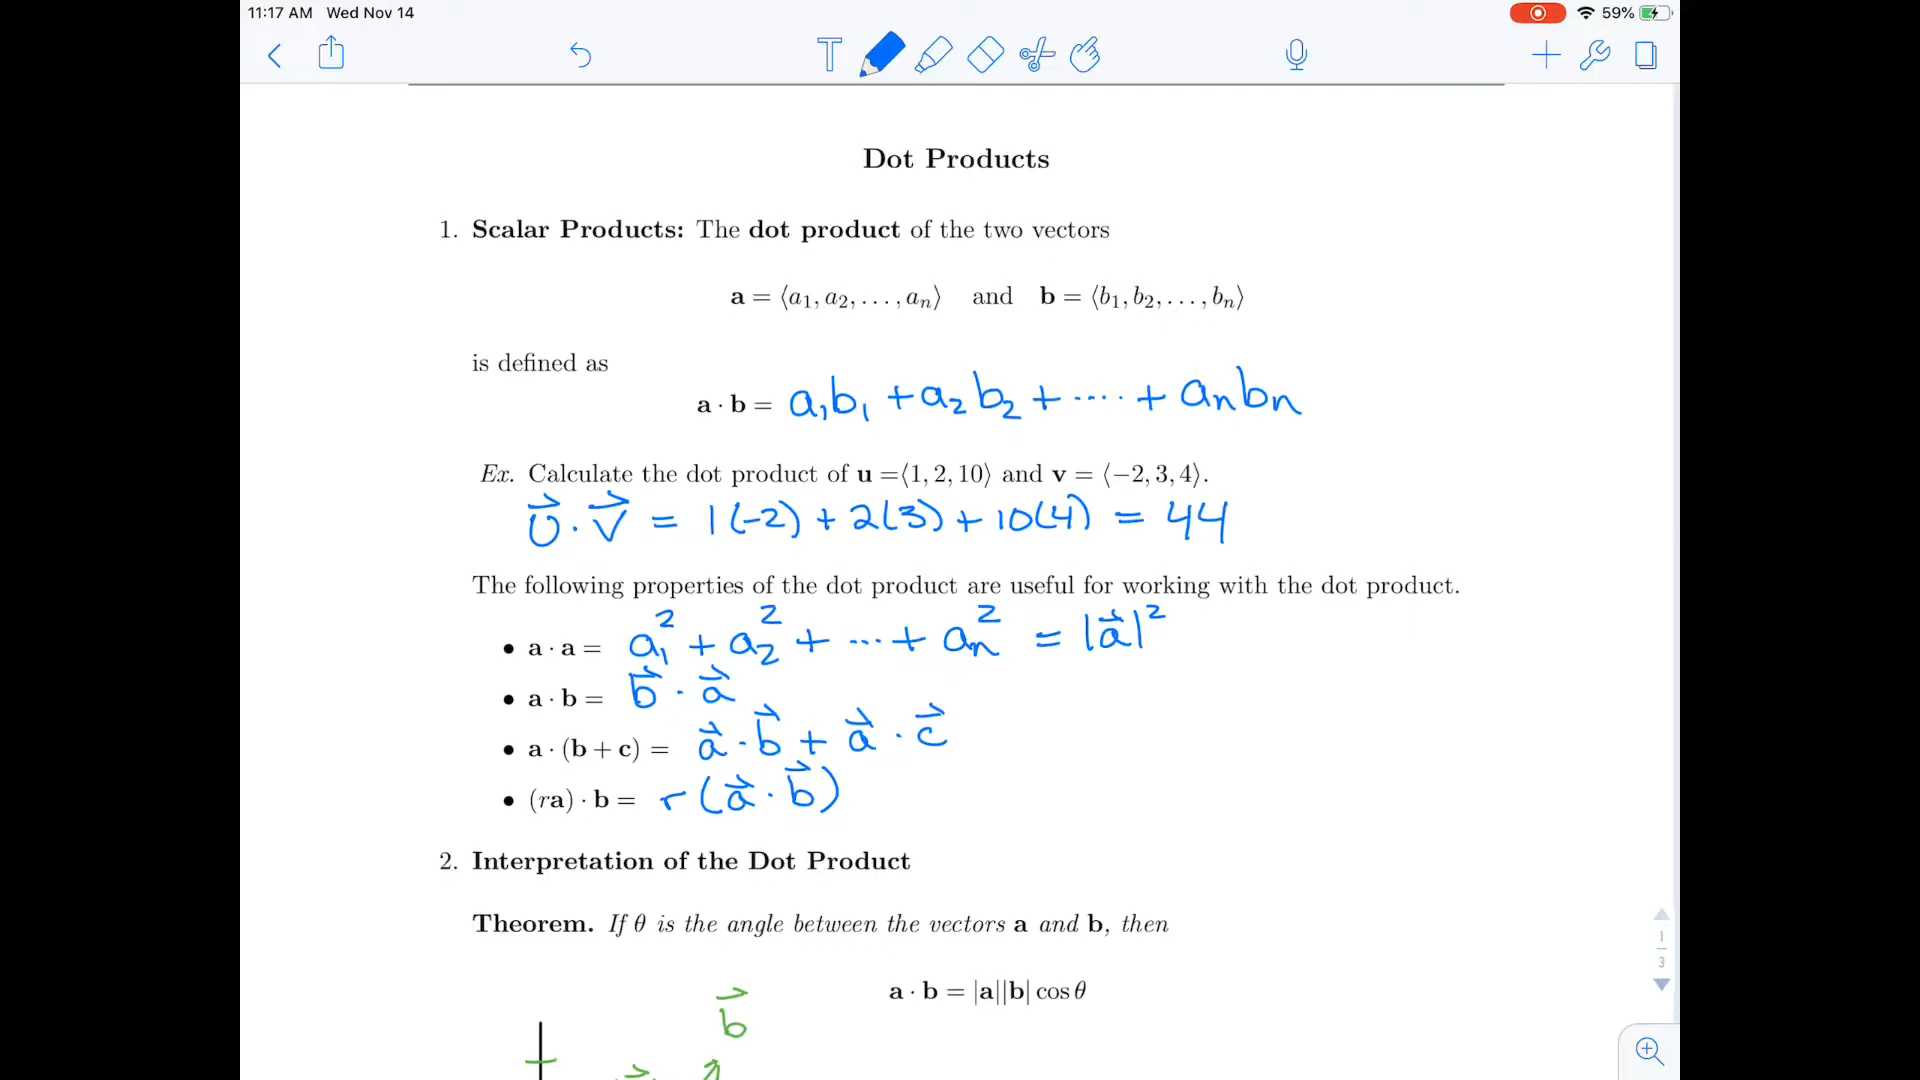 11:17 AM Wed Nov 14 59%
T
Dot Products
1. Scalar Products: The dot product of the two vectors
a = ⟨a₁, a₂, . . . , aₙ⟩ and b = ⟨b₁, b₂, . . . , bₙ⟩
is defined as
a · b = a₁b₁ + a₂b₂ + ···· + aₙbₙ
Ex. Calculate the dot product of u =⟨1, 2, 10⟩ and v = ⟨−2, 3, 4⟩.
u⃗ · v⃗ = 1(-2) + 2(3) + 10(4) = 44
The following properties of the dot product are useful for working with the dot product.
• a · a = a₁² + a₂² + ··· + aₙ² = |a⃗|²
• a · b = b⃗ · a⃗
• a · (b + c) = a⃗ · b⃗ + a⃗ · c⃗
• (ra) · b = r(a⃗ · b⃗)
2. Interpretation of the Dot Product
Theorem. If θ is the angle between the vectors a and b, then
a · b = |a||b| cos θ
b⃗
1
3